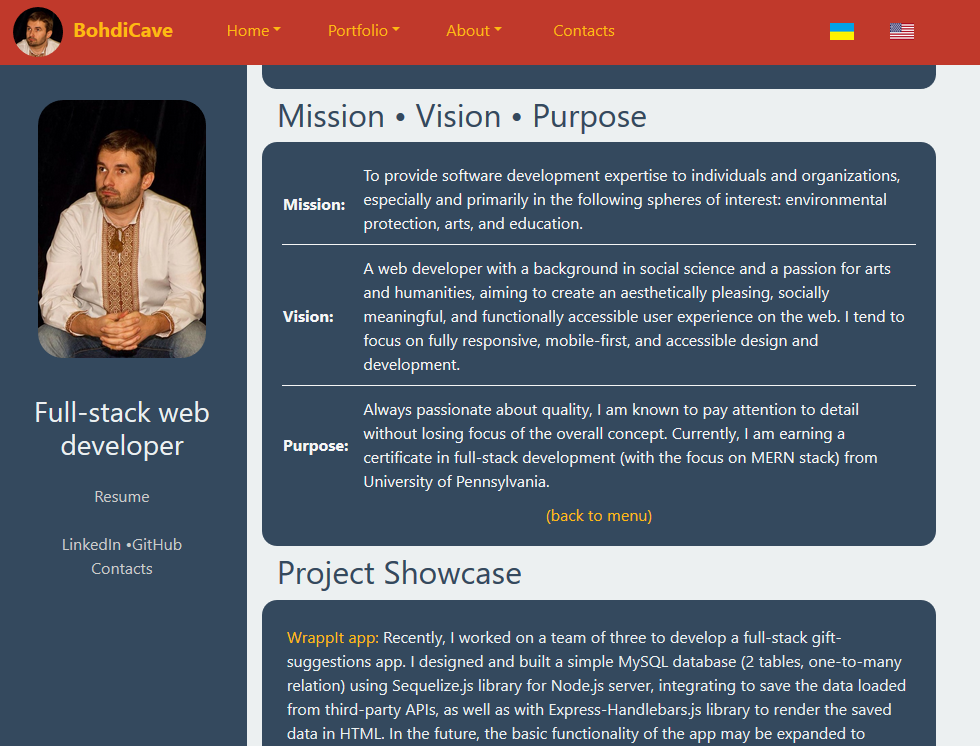 BohdiCave Home Portfolio About Contacts
Full-stack web
developer
Resume
LinkedIn •GitHub
Contacts
Mission • Vision • Purpose
Mission: To provide software development expertise to individuals and organizations,
especially and primarily in the following spheres of interest: environmental
protection, arts, and education.
Vision: A web developer with a background in social science and a passion for arts
and humanities, aiming to create an aesthetically pleasing, socially
meaningful, and functionally accessible user experience on the web. I tend to
focus on fully responsive, mobile-first, and accessible design and
development.
Purpose: Always passionate about quality, I am known to pay attention to detail
without losing focus of the overall concept. Currently, I am earning a
certificate in full-stack development (with the focus on MERN stack) from
University of Pennsylvania.
(back to menu)
Project Showcase
WrappIt app: Recently, I worked on a team of three to develop a full-stack gift-
suggestions app. I designed and built a simple MySQL database (2 tables, one-to-many
relation) using Sequelize.js library for Node.js server, integrating to save the data loaded
from third-party APIs, as well as with Express-Handlebars.js library to render the saved
data in HTML. In the future, the basic functionality of the app may be expanded to